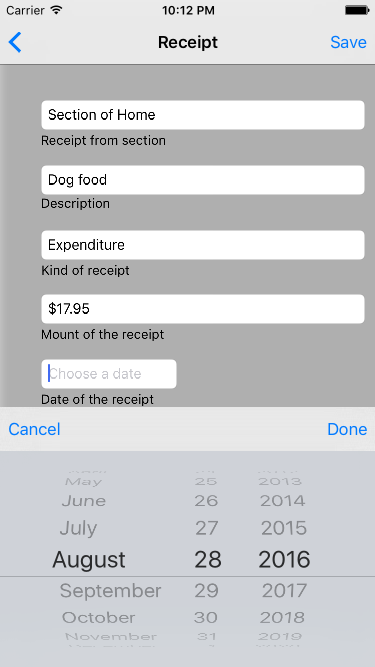 Carrier 10:12 PM
Receipt Save
Section of Home
Receipt from section
Dog food
Description
Expenditure
Kind of receipt
$17.95
Mount of the receipt
Choose a date
Date of the receipt
Cancel Done
May 25 2013
June 26 2014
July 27 2015
August 28 2016
September 29 2017
October 30 2018
November 31 2019